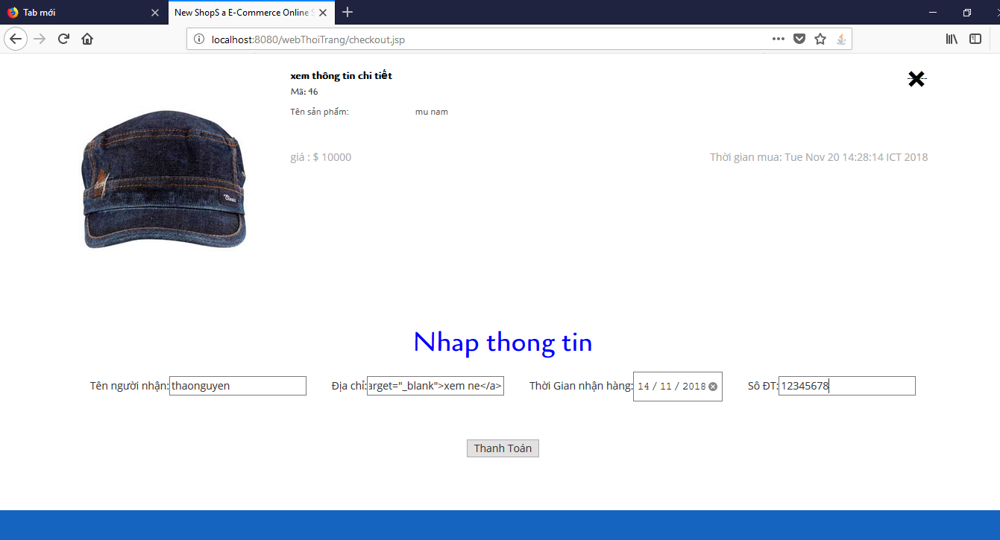 Tab mới
New ShopS a E-Commerce Online S
localhost:8080/webThoiTrang/checkout.jsp
xem thông tin chi tiết
Mã: 46
Tên sản phẩm: mu nam
giá : $ 10000 Thời gian mua: Tue Nov 20 14:28:14 ICT 2018
Classic
Nhap thong tin
Tên người nhận: thaonguyen Địa chỉ: arget="_blank">xem ne</a> Thời Gian nhận hàng: 14 / 11 / 2018 Sô ĐT: 12345678
Thanh Toán